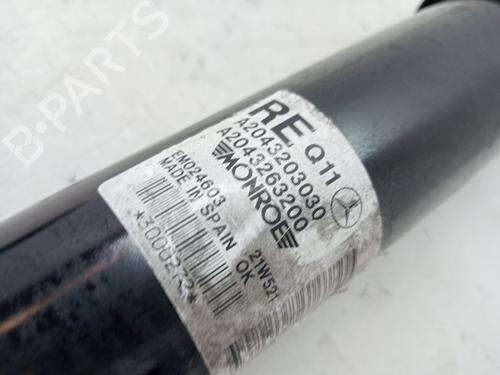 RE Q11
A2043203030
A2043263200
MONROE
EM024603
MADE IN SPAIN
21W521
OK
B-PARTS